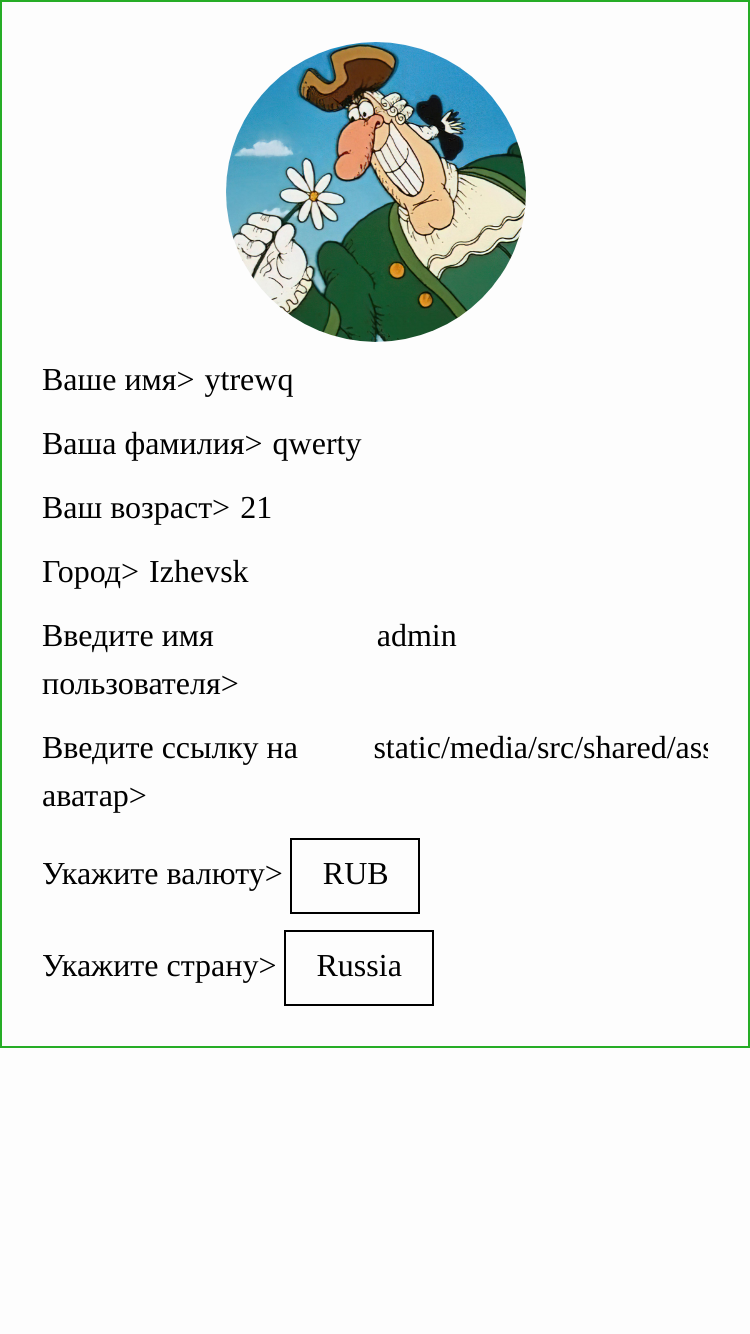 Ваше имя> ytrewq
Ваша фамилия> qwerty
Ваш возраст> 21
Город> Izhevsk
Введите имя admin
пользователя>
Введите ссылку на static/media/src/shared/ass
аватар>
Укажите валюту> RUB
Укажите страну> Russia